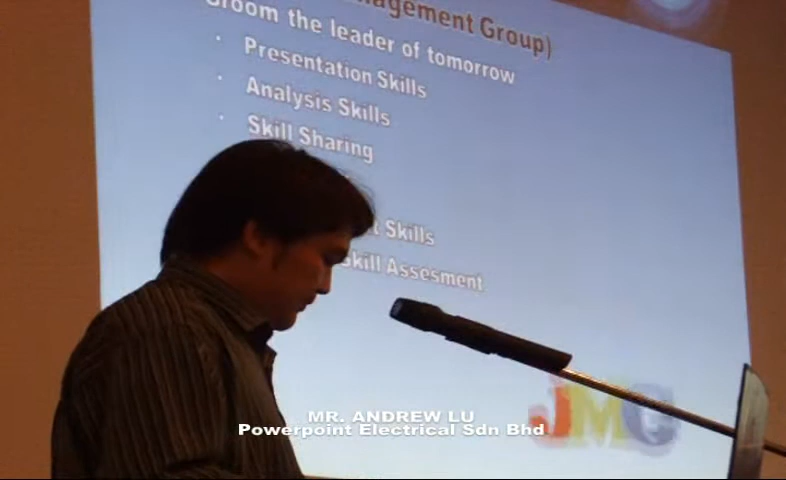 agement Group)
Groom the leader of tomorrow
· Presentation Skills
· Analysis Skills
· Skill Sharing
t Skills
Skill Assesment
JMG
MR. ANDREW LU
Powerpoint Electrical Sdn Bhd